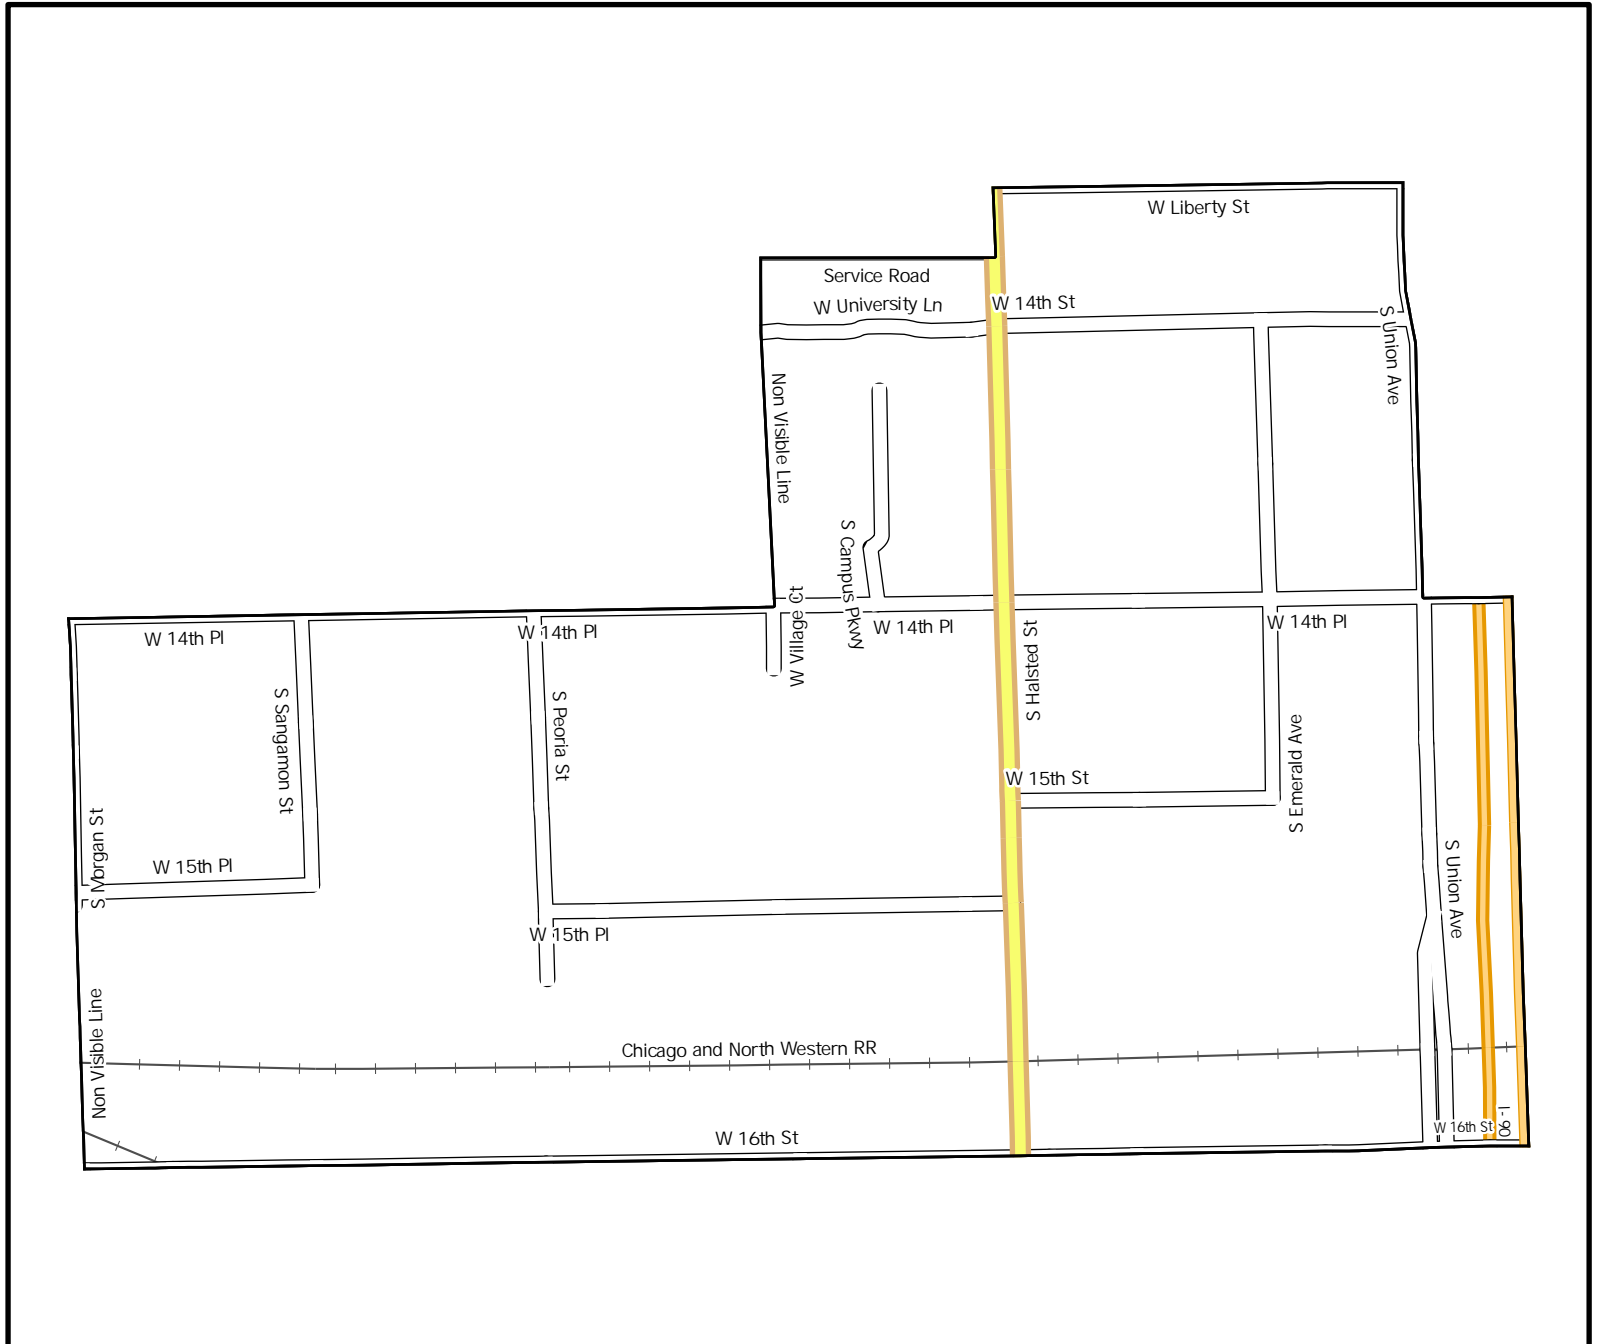 W Liberty St
Service Road
W University Ln
W 14th St
S Union Ave
Non Visible Line
S Campus Pkwy
W Village Ct
W 14th Pl
W 14th Pl
W 14th Pl
W 14th Pl
S Halsted St
S Sangamon St
S Peoria St
S Emerald Ave
W 15th St
S Morgan St
W 15th Pl
S Union Ave
W 15th Pl
Non Visible Line
Chicago and North Western RR
W 16th St
W 16th St
I- 90